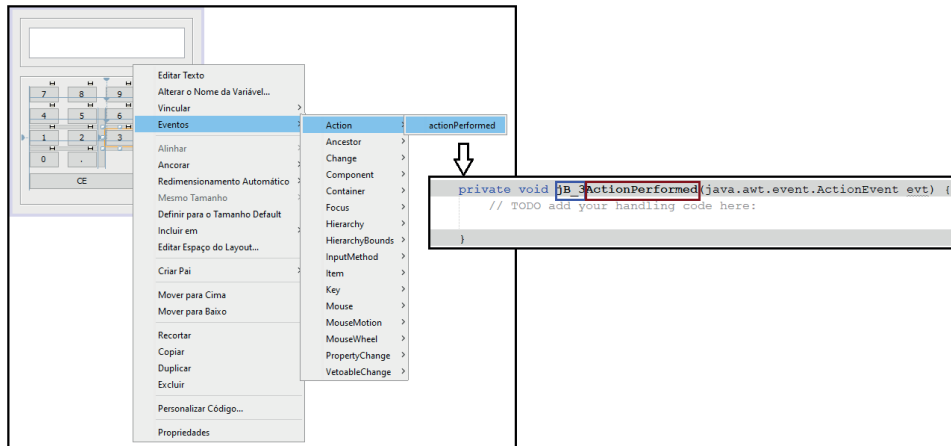 7 8 9
4 5 6
1 2 3
0 .
CE
Editar Texto
Alterar o Nome da Variável...
Vincular
Eventos
Alinhar
Ancorar
Redimensionamento Automático
Mesmo Tamanho
Definir para o Tamanho Default
Incluir em
Editar Espaço do Layout...
Criar Pai
Mover para Cima
Mover para Baixo
Recortar
Copiar
Duplicar
Excluir
Personalizar Código...
Propriedades
Action
Ancestor
Change
Component
Container
Focus
Hierarchy
HierarchyBounds
InputMethod
Item
Key
Mouse
MouseMotion
MouseWheel
PropertyChange
VetoableChange
actionPerformed
private void jB_3ActionPerformed(java.awt.event.ActionEvent evt) {
// TODO add your handling code here:
}